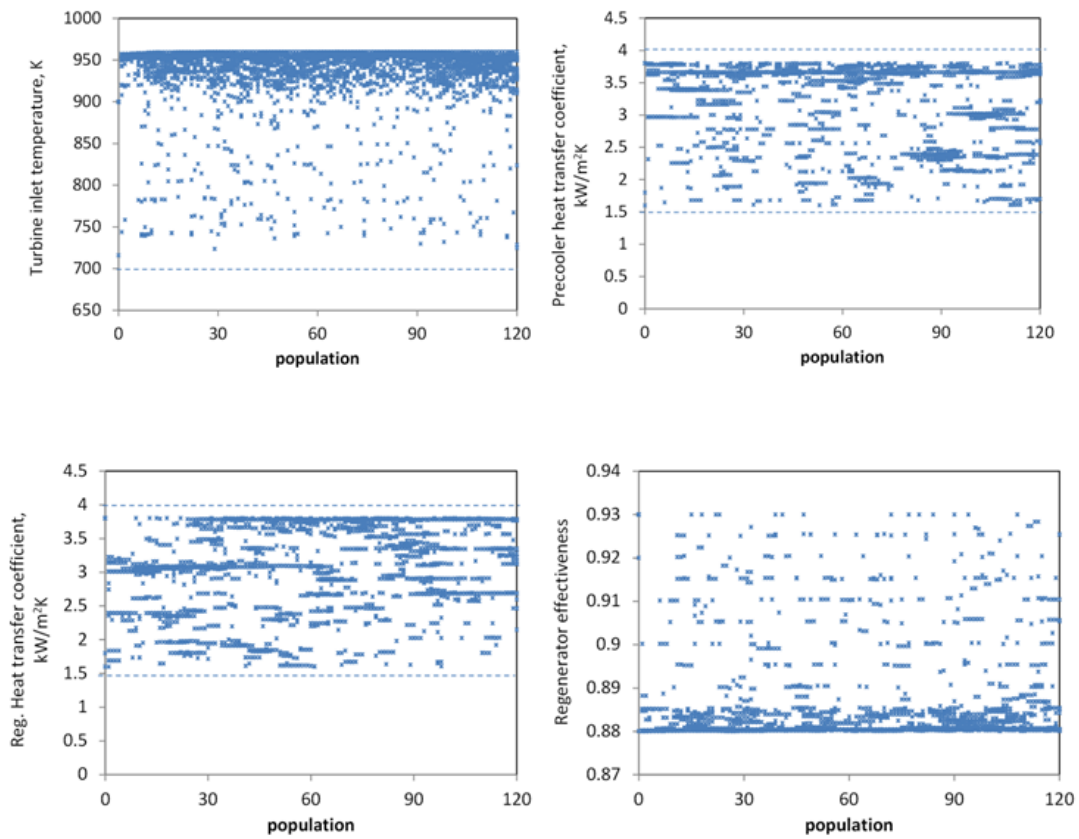 Turbine inlet temperature, K
1000
950
900
850
800
750
700
650
0 30 60 90 120
population
Precooler heat transfer coefficient,
kW/m²K
4.5
4
3.5
3
2.5
2
1.5
1
0.5
0
0 30 60 90 120
population
Reg. Heat transfer coefficient,
kW/m²K
4.5
4
3.5
3
2.5
2
1.5
1
0.5
0
0 30 60 90 120
population
Regenerator effectiveness
0.94
0.93
0.92
0.91
0.9
0.89
0.88
0.87
0 30 60 90 120
population